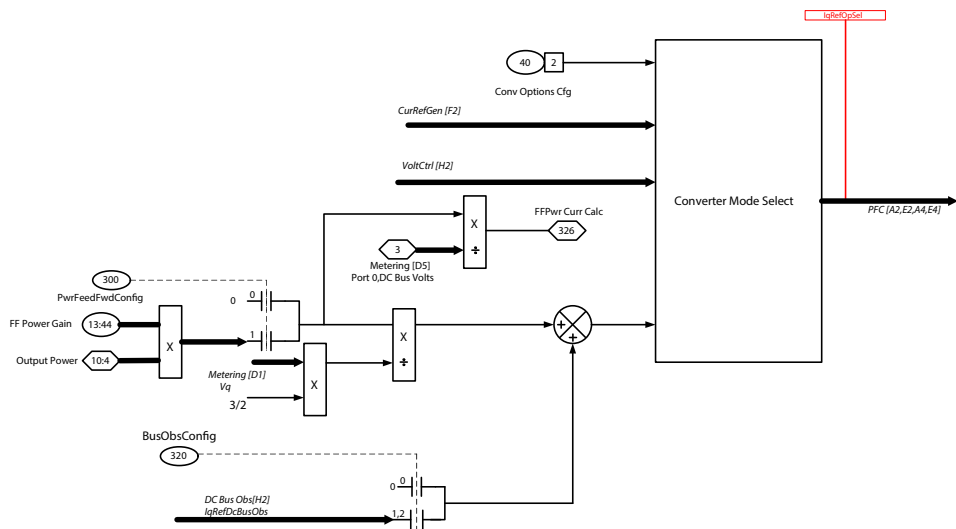 IqRefOpSel
40 2
Conv Options Cfg
CurRefGen [F2]
VoltCtrl [H2]
Converter Mode Select
PFC [A2,E2,A4,E4]
FFPwr Curr Calc
X
326
÷
3
Metering [D5]
Port 0,DC Bus Volts
300
PwrFeedFwdConfig
0 0
FF Power Gain 13:44
1
X
X
÷
+
+
Output Power 10:4
Metering [D1]
Vq
X
3/2
BusObsConfig
320
0 0
DC Bus Obs[H2]
IqRefDcBusObs
1,2